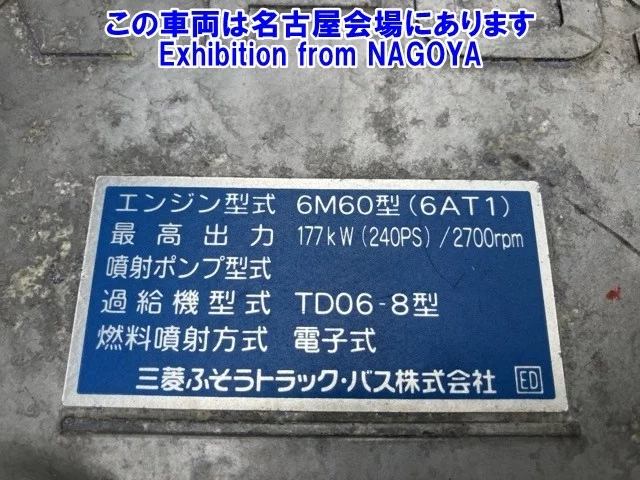 この車両は名古屋会場にあります
Exhibition from NAGOYA
エンジン型式 6M60型(6AT1)
最高出力 177kW(240PS)/2700rpm
噴射ポンプ型式
過給機型式 TD06-8型
燃料噴射方式 電子式
三菱ふそうトラック・バス株式会社 ED